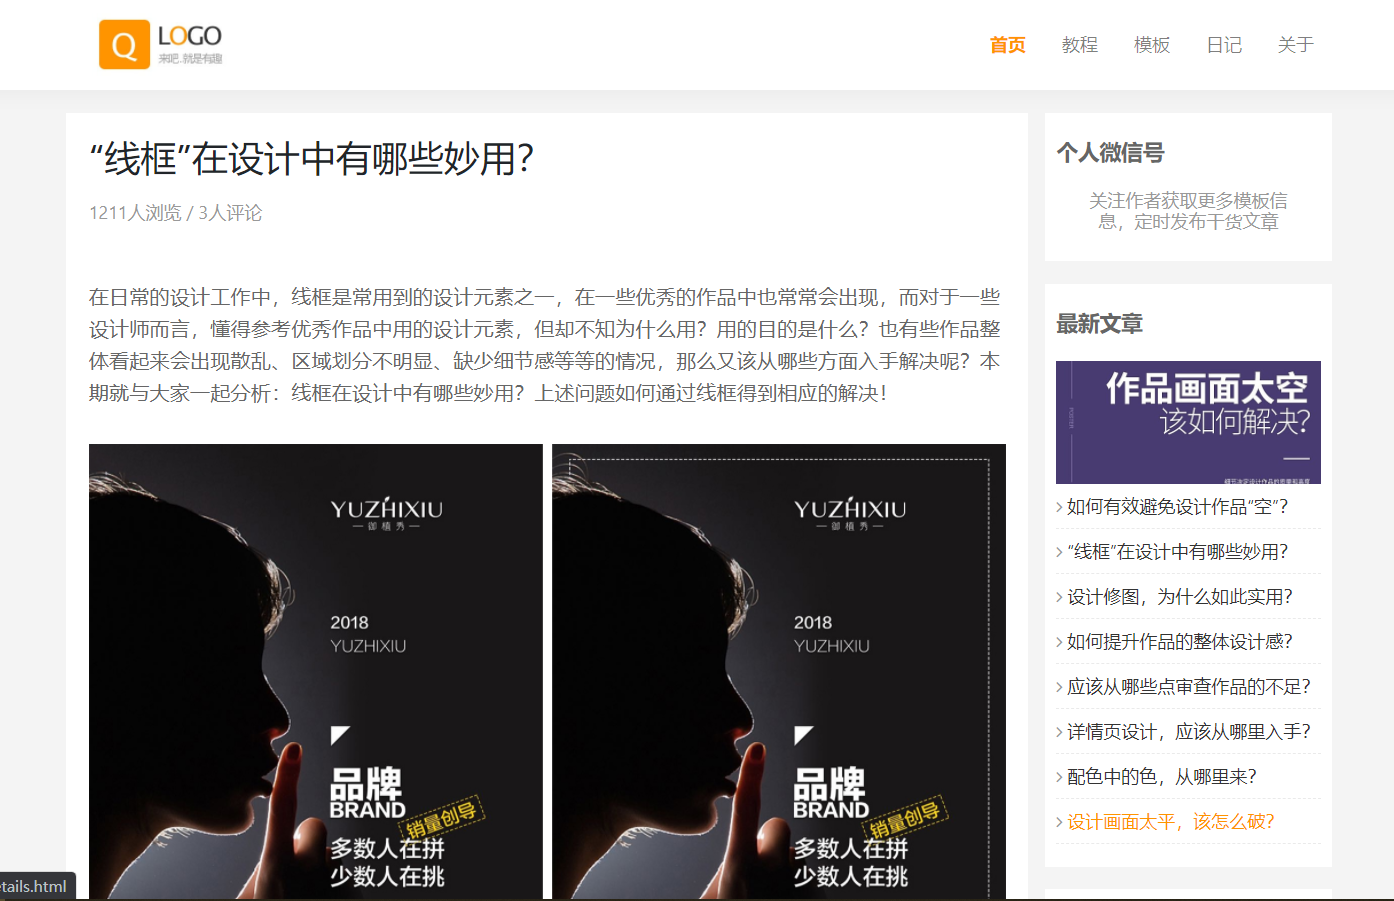 Q LOGO
来吧..就是有趣
首页 教程 模板 日记 关于
“线框”在设计中有哪些妙用？
1211人浏览 / 3人评论
在日常的设计工作中，线框是常用到的设计元素之一，在一些优秀的作品中也常常会出现，而对于一些
设计师而言，懂得参考优秀作品中用的设计元素，但却不知为什么用？用的目的是什么？也有些作品整
体看起来会出现散乱、区域划分不明显、缺少细节感等等的情况，那么又该从哪些方面入手解决呢？本
期就与大家一起分析：线框在设计中有哪些妙用？上述问题如何通过线框得到相应的解决！
YUZHIXIU
御植秀
2018
YUZHIXIU
品牌
BRAND
销量创导
多数人在拼
少数人在挑
YUZHIXIU
御植秀
2018
YUZHIXIU
品牌
BRAND
销量创导
多数人在拼
少数人在挑
个人微信号
关注作者获取更多模板信
息，定时发布干货文章
最新文章
作品画面太空
该如何解决？
POSTER
› 如何有效避免设计作品“空”？
› “线框”在设计中有哪些妙用？
› 设计修图，为什么如此实用？
› 如何提升作品的整体设计感？
› 应该从哪些点审查作品的不足？
› 详情页设计，应该从哪里入手？
› 配色中的色，从哪里来？
› 设计画面太平，该怎么破？
etails.html